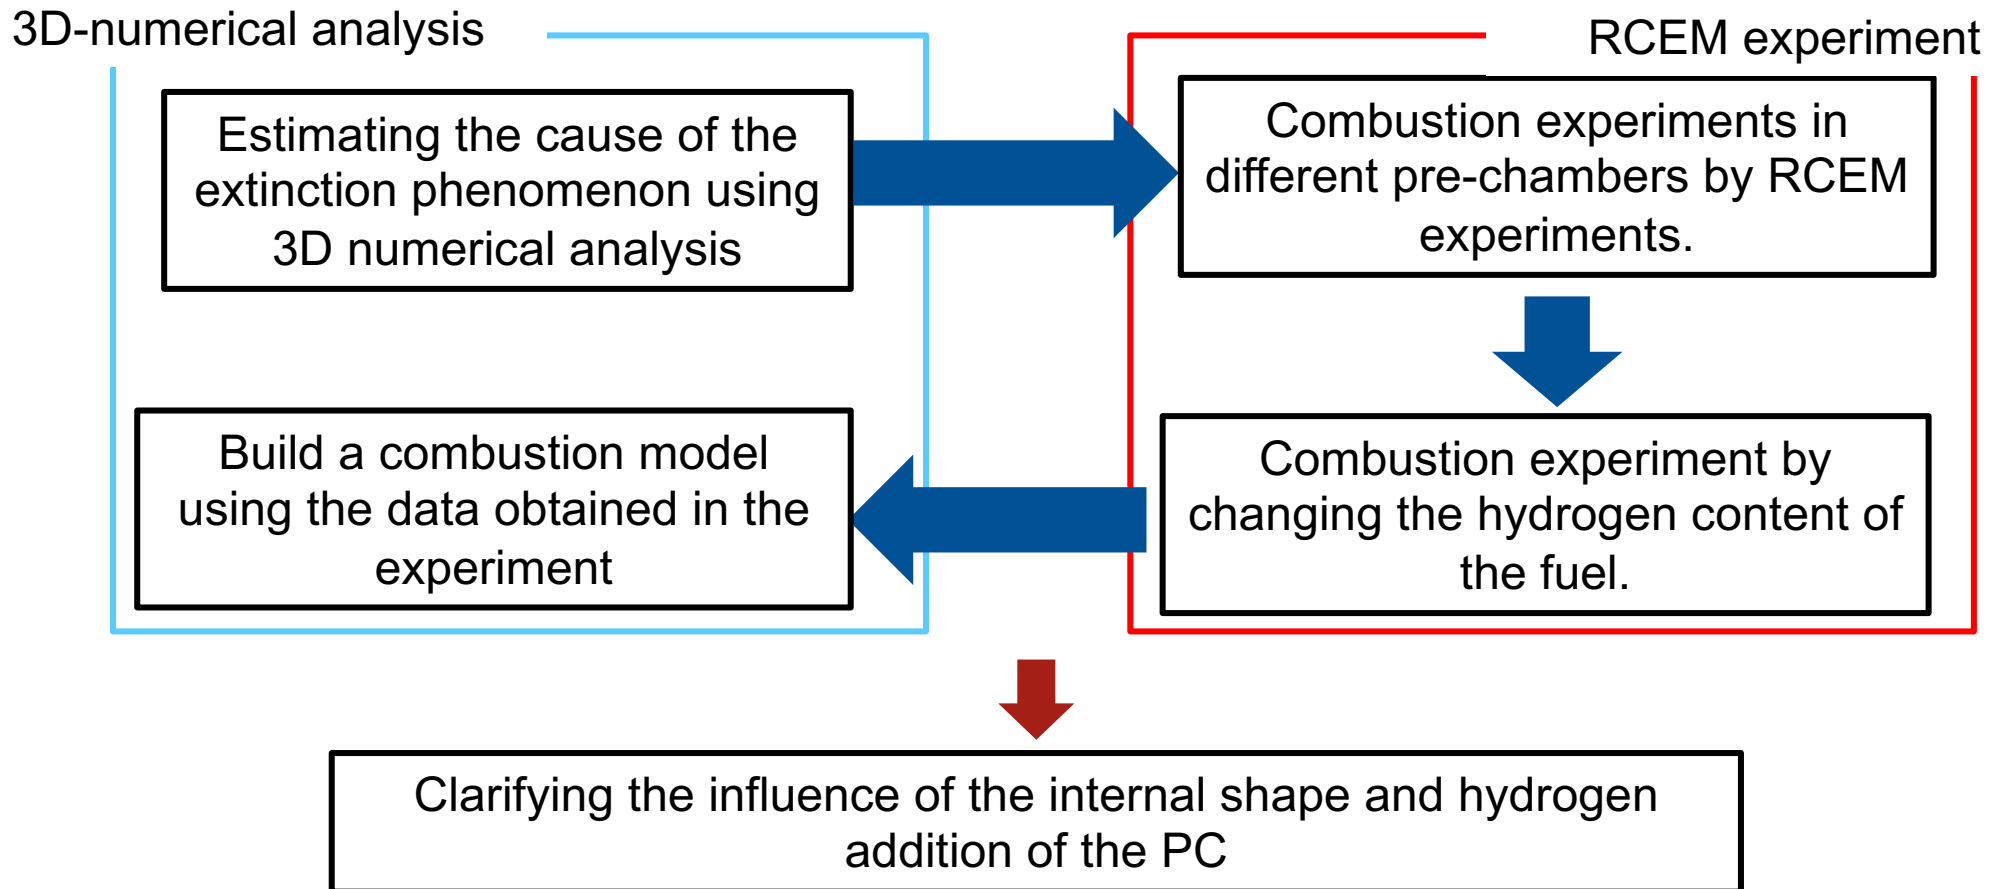 3D-numerical analysis
RCEM experiment
Estimating the cause of the
extinction phenomenon using
3D numerical analysis
Combustion experiments in
different pre-chambers by RCEM
experiments.
Build a combustion model
using the data obtained in the
experiment
Combustion experiment by
changing the hydrogen content of
the fuel.
Clarifying the influence of the internal shape and hydrogen
addition of the PC